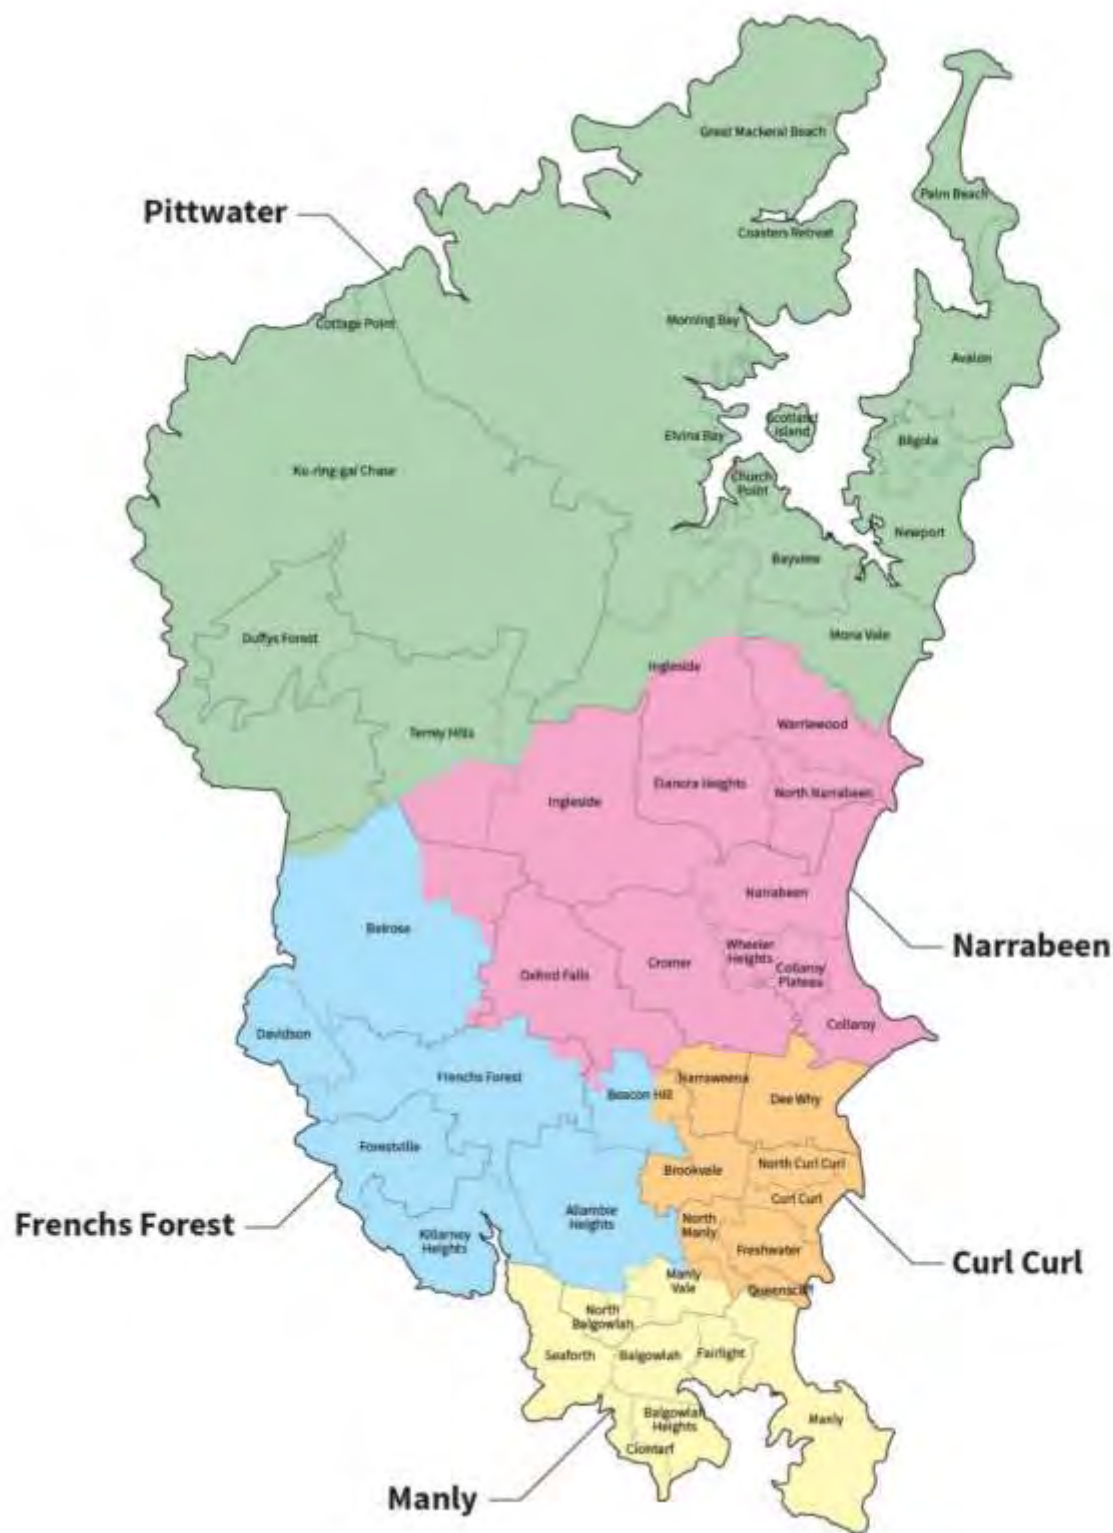 Great Mackeral Beach
Palm Beach
Pittwater
Coasters Retreat
Morning Bay
Cottage Point
Avalon
Scotland
Island
Elvina Bay
Bilgola
Ku-ring-gai Chase
Church
Point
Newport
Bayview
Duffys Forest
Mona Vale
Ingleside
Warriewood
Terrey Hills
Elanora Heights
North Narrabeen
Ingleside
Narrabeen
Belrose
Narrabeen
Wheeler
Heights
Oxford Falls
Cromer
Collaroy
Plateau
Collaroy
Davidson
Frenchs Forest
Narraweena
Beacon Hill
Dee Why
Forestville
Brookvale
North Curl Curl
Curl Curl
Allambie
Heights
North
Manly
Frenchs Forest
Killarney
Heights
Freshwater
Curl Curl
Manly
Vale
Queenscliff
North
Balgowlah
Seaforth
Balgowlah
Fairlight
Balgowlah
Heights
Manly
Clontarf
Manly